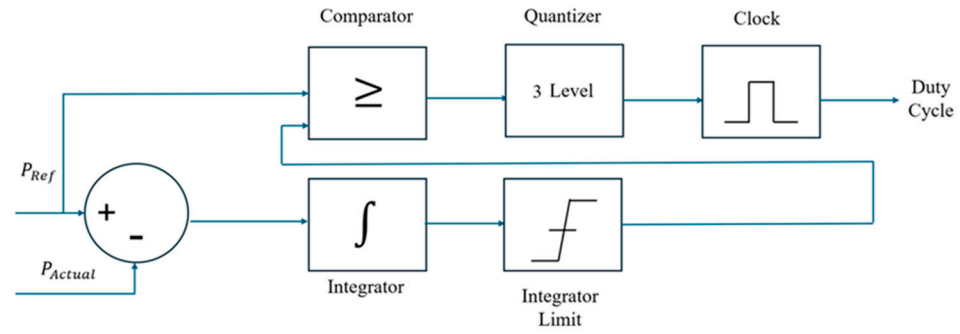 Comparator
Quantizer
Clock
≥
3 Level
Duty
Cycle
P_Ref
+
-
P_Actual
∫
Integrator
Integrator
Limit